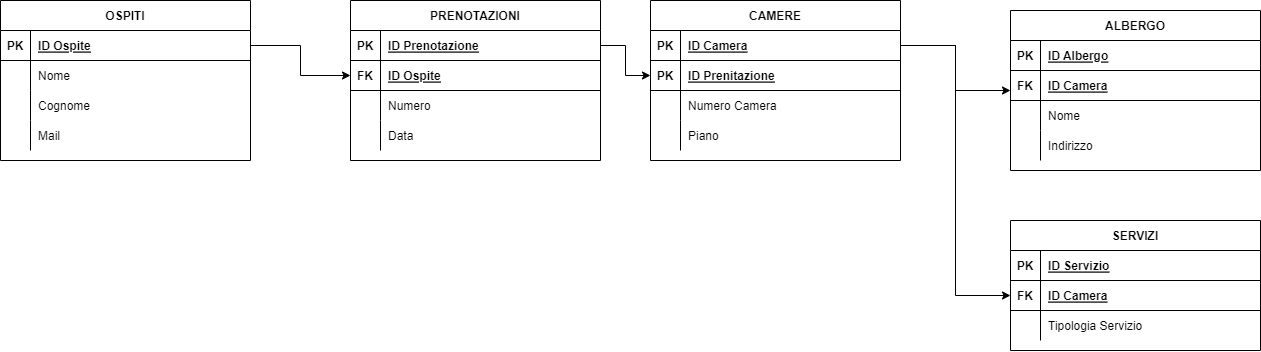 OSPITI
PK ID Ospite
Nome
Cognome
Mail
PRENOTAZIONI
PK ID Prenotazione
FK ID Ospite
Numero
Data
CAMERE
PK ID Camera
PK ID Prenitazione
Numero Camera
Piano
ALBERGO
PK ID Albergo
FK ID Camera
Nome
Indirizzo
SERVIZI
PK ID Servizio
FK ID Camera
Tipologia Servizio